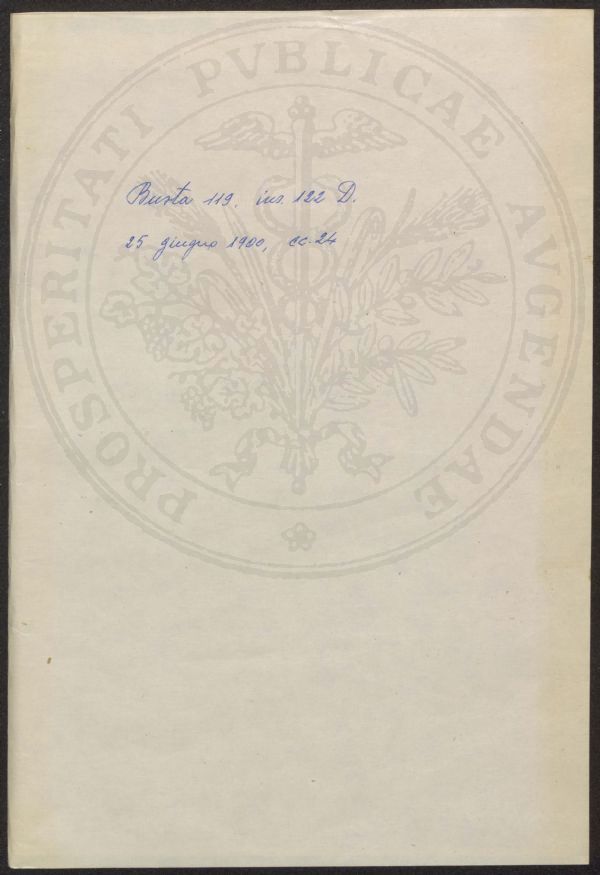 Busta 119. ins. 122 D.
25 giugno 1900, cc. 24
PROSPERITATI PVBLICAE AVGENDAE